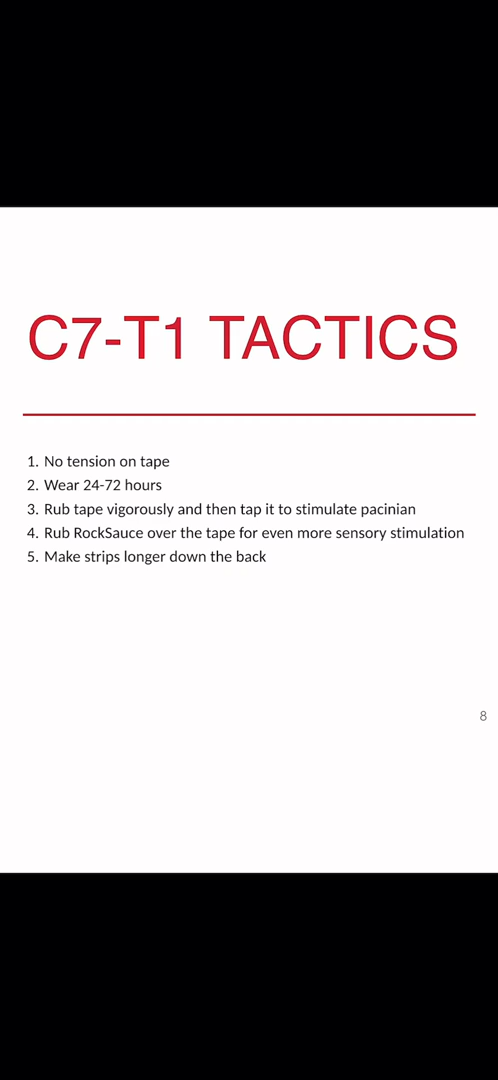 C7-T1 TACTICS
1. No tension on tape
2. Wear 24-72 hours
3. Rub tape vigorously and then tap it to stimulate pacinian
4. Rub RockSauce over the tape for even more sensory stimulation
5. Make strips longer down the back
8